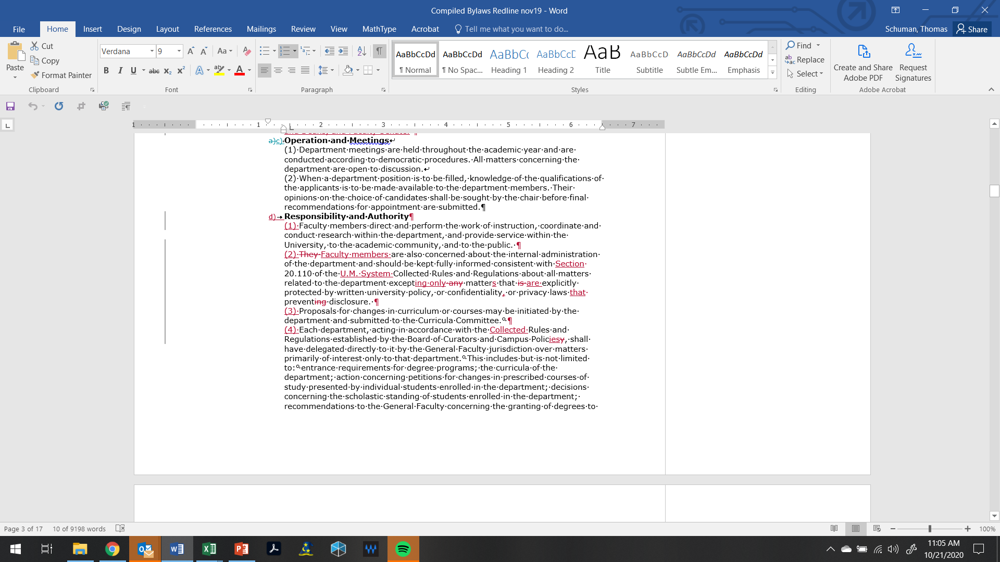 Compiled Bylaws Redline nov19 - Word
File Home Insert Design Layout References Mailings Review View MathType Acrobat Tell me what you want to do... Schuman, Thomas Share
Paste Cut Copy Format Painter
Verdana 9
AaBbCcDd AaBbCcDd AaBbCc AaBbCcD AaB AaBbCcD AaBbCcDd AaBbCcDd
¶ Normal ¶ No Spac... Heading 1 Heading 2 Title Subtitle Subtle Em... Emphasis
Find Replace Select
Create and Share Adobe PDF Request Signatures
Clipboard Font Paragraph Styles Editing Adobe Acrobat
1 1 2 3 4 5 6 7
a)c) Operation and Meetings
(1) Department meetings are held throughout the academic year and are
conducted according to democratic procedures. All matters concerning the
department are open to discussion.
(2) When a department position is to be filled, knowledge of the qualifications of
the applicants is to be made available to the department members. Their
opinions on the choice of candidates shall be sought by the chair before final
recommendations for appointment are submitted.¶
d) Responsibility and Authority¶
(1) Faculty members direct and perform the work of instruction, coordinate and
conduct research within the department, and provide service within the
University, to the academic community, and to the public. ¶
(2) They Faculty members are also concerned about the internal administration
of the department and should be kept fully informed consistent with Section
20.110 of the U.M. System Collected Rules and Regulations about all matters
related to the department excepting only any matters that is are explicitly
protected by written university policy, or confidentiality, or privacy laws that
preventing disclosure. ¶
(3) Proposals for changes in curriculum or courses may be initiated by the
department and submitted to the Curricula Committee. ¶
(4) Each department, acting in accordance with the Collected Rules and
Regulations established by the Board of Curators and Campus Policiesy, shall
have delegated directly to it by the General Faculty jurisdiction over matters
primarily of interest only to that department. This includes but is not limited
to: entrance requirements for degree programs; the curricula of the
department; action concerning petitions for changes in prescribed courses of
study presented by individual students enrolled in the department; decisions
concerning the scholastic standing of students enrolled in the department;
recommendations to the General Faculty concerning the granting of degrees to
Page 3 of 17 10 of 9198 words 100%
11:05 AM
10/21/2020